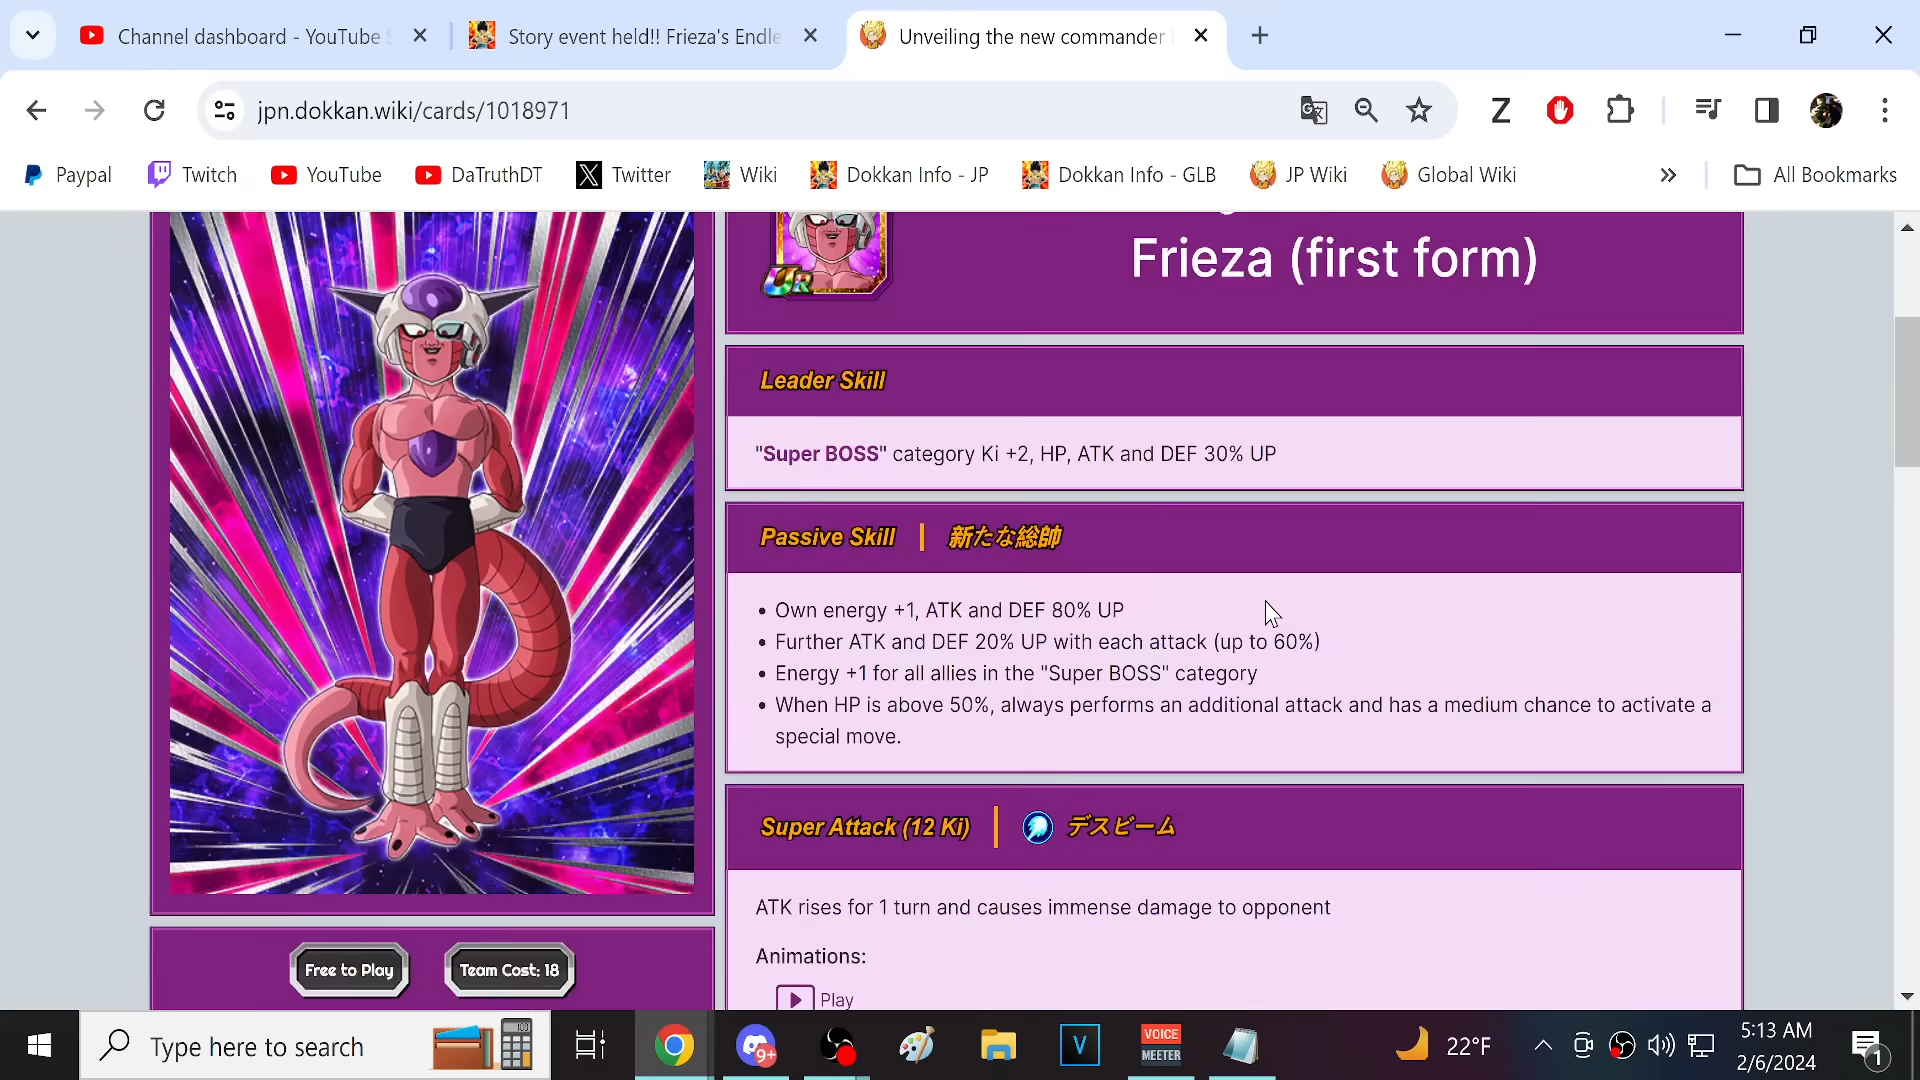 Channel dashboard - YouTube S
Story event held!! Frieza's Endle
Unveiling the new commander
jpn.dokkan.wiki/cards/1018971
Paypal
Twitch
YouTube
DaTruthDT
Twitter
Wiki
Dokkan Info - JP
Dokkan Info - GLB
JP Wiki
Global Wiki
All Bookmarks
UR
Frieza (first form)
Leader Skill
"Super BOSS" category Ki +2, HP, ATK and DEF 30% UP
Passive Skill | 新たな総帥
• Own energy +1, ATK and DEF 80% UP
• Further ATK and DEF 20% UP with each attack (up to 60%)
• Energy +1 for all allies in the "Super BOSS" category
• When HP is above 50%, always performs an additional attack and has a medium chance to activate a
special move.
Super Attack (12 Ki) | デスビーム
ATK rises for 1 turn and causes immense damage to opponent
Animations:
Play
Free to Play
Team Cost: 18
Type here to search
9+
V
VOICE
MEETER
22°F
5:13 AM
2/6/2024
1